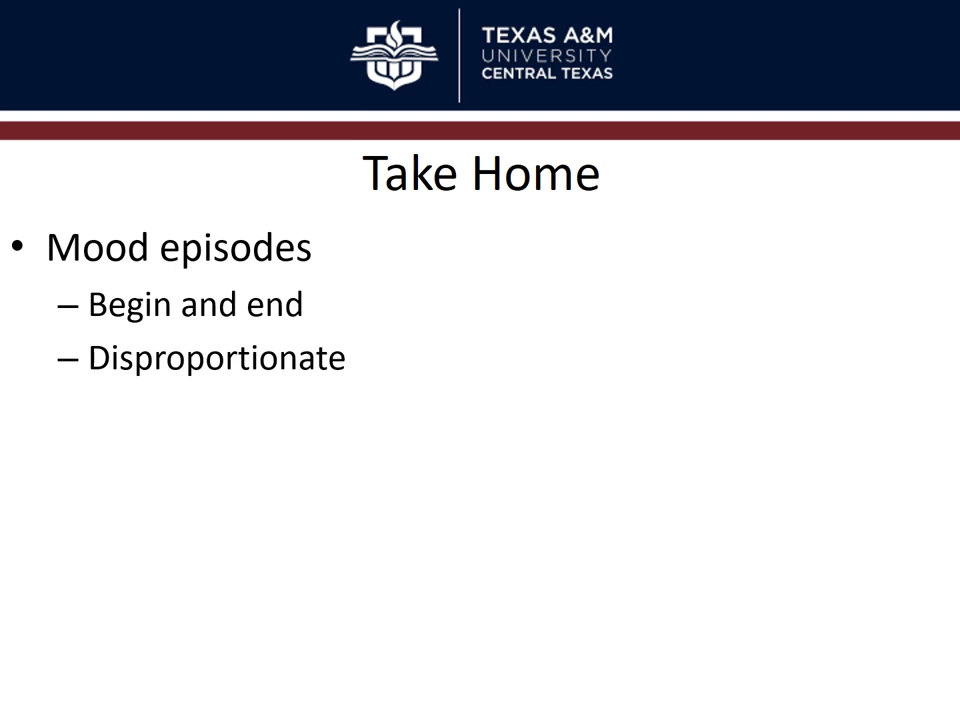 TEXAS A&M
UNIVERSITY
CENTRAL TEXAS
Take Home
• Mood episodes
– Begin and end
– Disproportionate